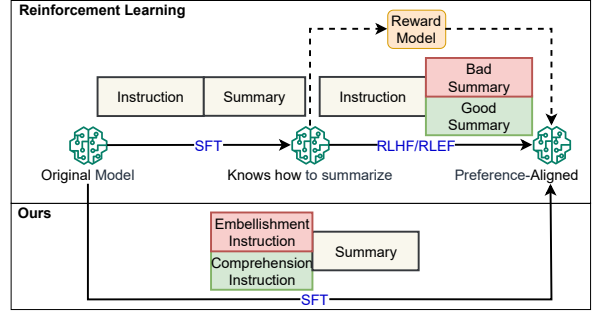 Reinforcement Learning
Reward
Model
Instruction
Summary
Instruction
Bad
Summary
Good
Summary
SFT
RLHF/RLEF
Original Model
Knows how to summarize
Preference-Aligned
Ours
Embellishment
Instruction
Comprehension
Instruction
Summary
SFT